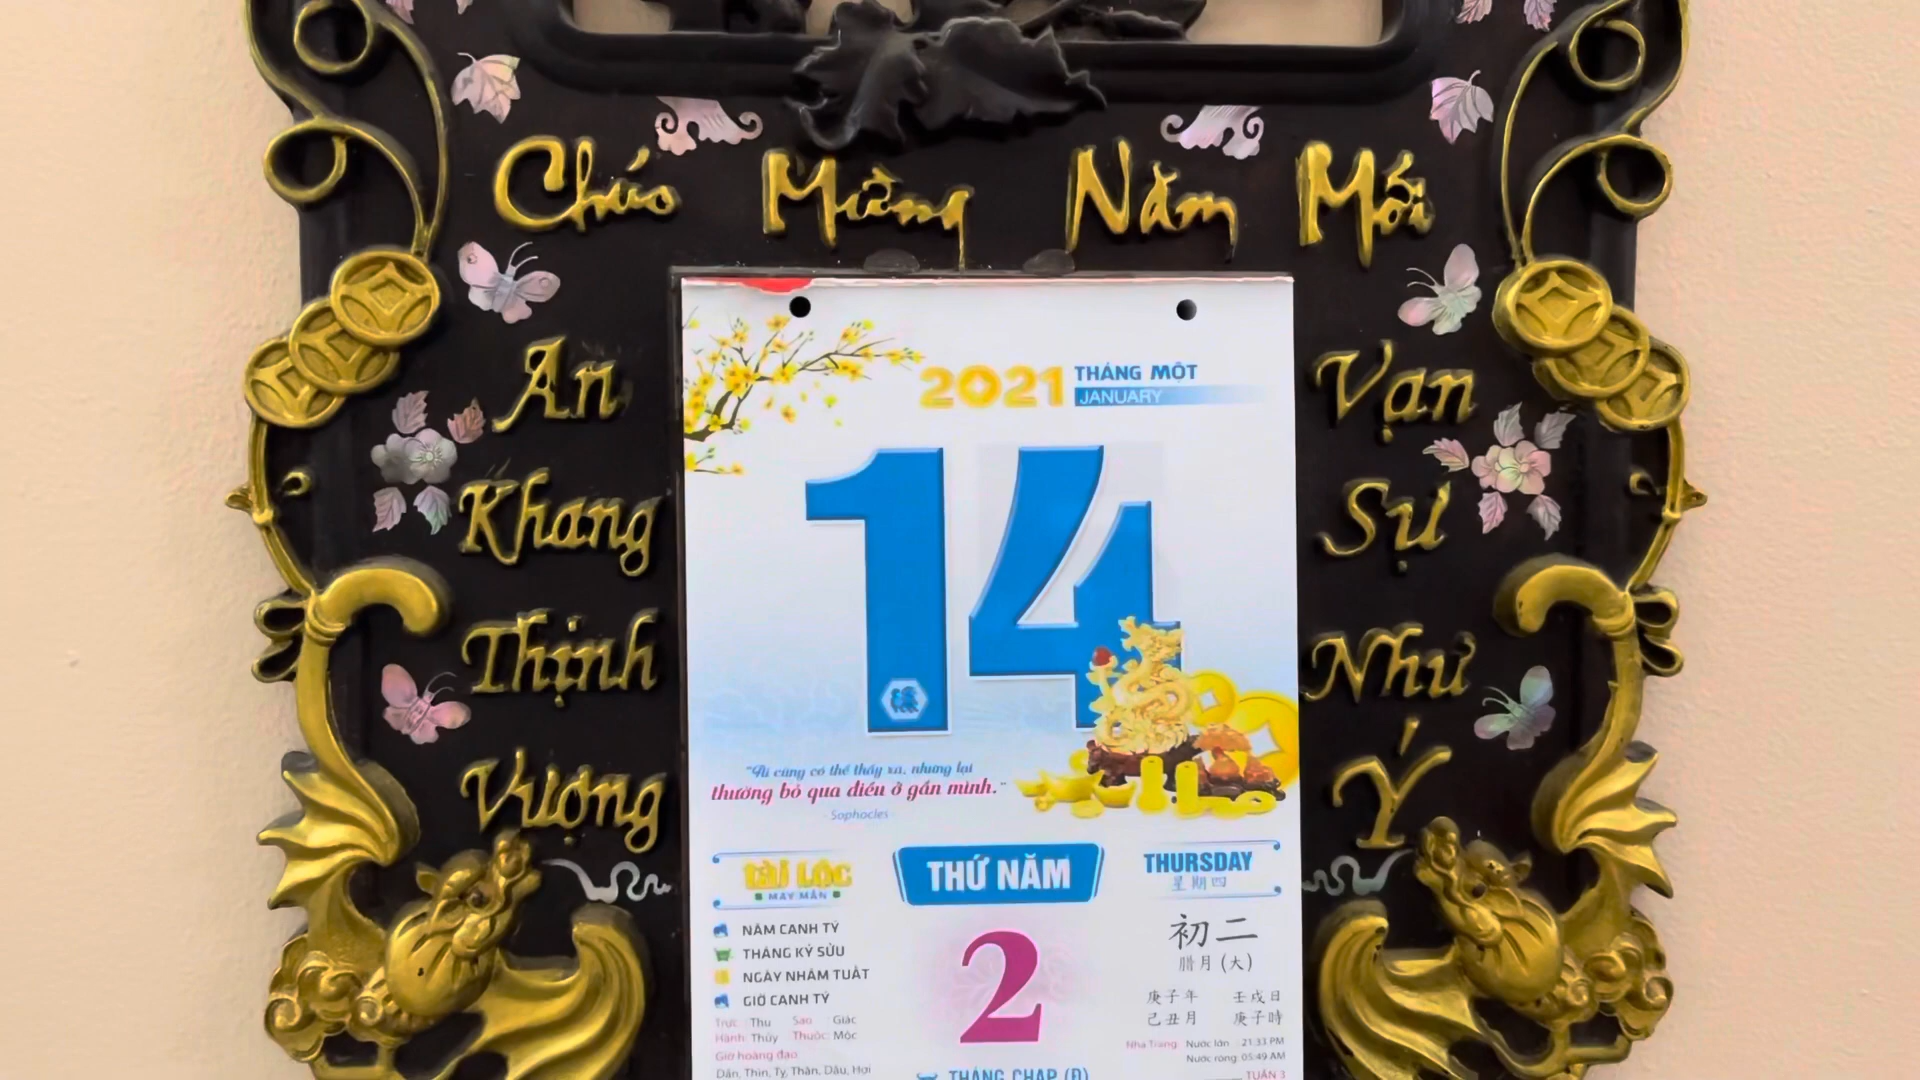 Chúc Mừng Năm Mới
An
Khang
Thịnh
Vượng
Vạn
Sự
Như
Ý
2021 THÁNG MỘT
JANUARY
14
"Ai cũng có thể thấy xa, nhưng lại
thường bỏ qua điều ở gần mình."
- Sophocles -
tài Lộc
MAY MẮN
THỨ NĂM
THURSDAY
星期四
NĂM CANH TÝ
THÁNG KỶ SỬU
NGÀY NHÂM TUẤT
GIỜ CANH TÝ
Trực: Thu Sao: Giác
Hành: Thủy Thuộc: Mộc
Giờ hoàng đạo
Dần, Thìn, Tỵ, Thân, Dậu, Hợi
2
THÁNG CHẠP (Đ)
初二
腊月(大)
庚子年 壬戌日
己丑月 庚子時
Nha Trang: Nước lớn : 21:33 PM
Nước ròng: 05:49 AM
TUẦN 3